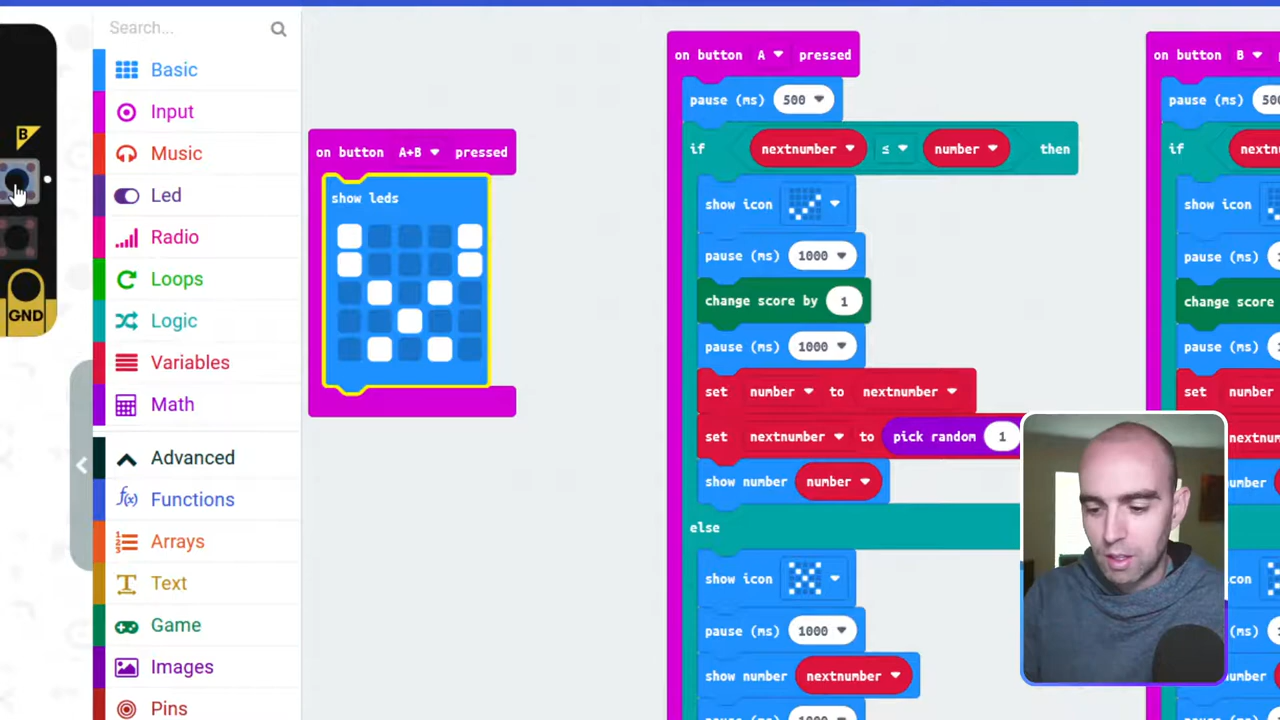 B
GND
Search...
Basic
Input
Music
Led
Radio
Loops
Logic
Variables
Math
Advanced
Functions
Arrays
Text
Game
Images
Pins
on button A+B pressed
show leds
on button A pressed
pause (ms) 500
if nextnumber ≤ number then
show icon
pause (ms) 1000
change score by 1
pause (ms) 1000
set number to nextnumber
set nextnumber to pick random 1
show number number
else
show icon
pause (ms) 1000
show number nextnumber
1000
on button B
pause (ms)
if
show icon
pause (ms)
change score
pause (ms)
set number
else